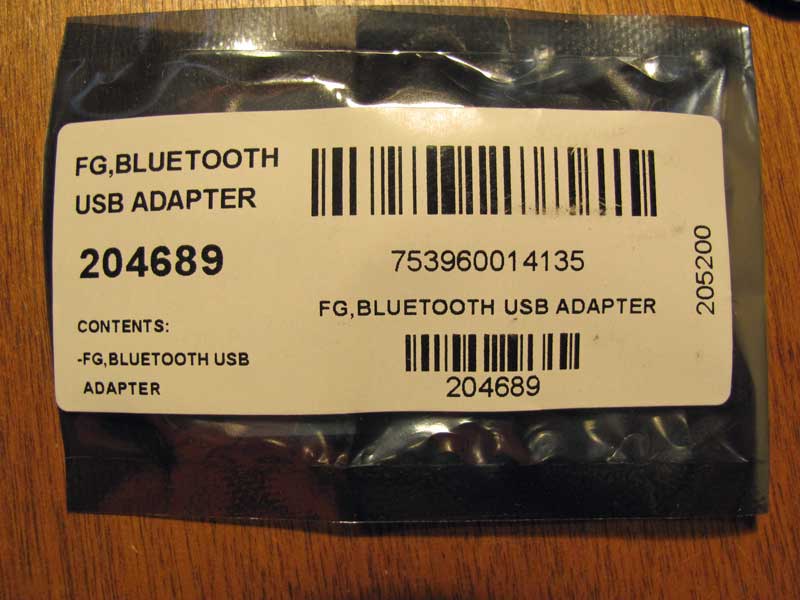 FG,BLUETOOTH
USB ADAPTER
204689
CONTENTS:
-FG,BLUETOOTH USB
ADAPTER
753960014135
FG,BLUETOOTH USB ADAPTER
204689
205200